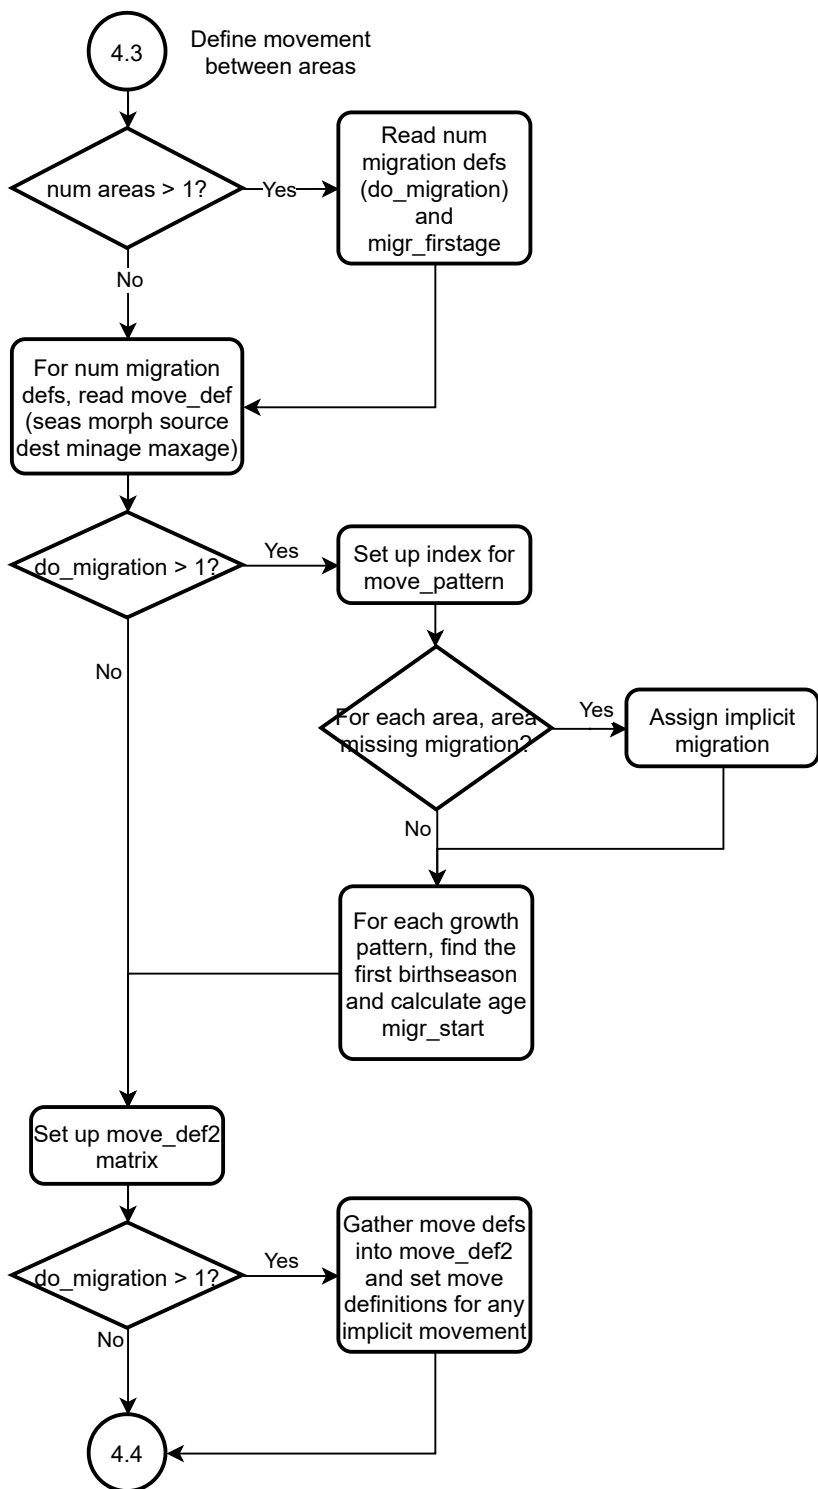 4.3
Define movement
between areas
num areas > 1?
Yes
Read num
migration defs
(do_migration)
and
migr_firstage
No
For num migration
defs, read move_def
(seas morph source
dest minage maxage)
do_migration > 1?
Yes
Set up index for
move_pattern
No
For each area, area
missing migration?
Yes
Assign implicit
migration
No
For each growth
pattern, find the
first birthseason
and calculate age
migr_start
Set up move_def2
matrix
do_migration > 1?
Yes
Gather move defs
into move_def2
and set move
definitions for any
implicit movement
No
4.4